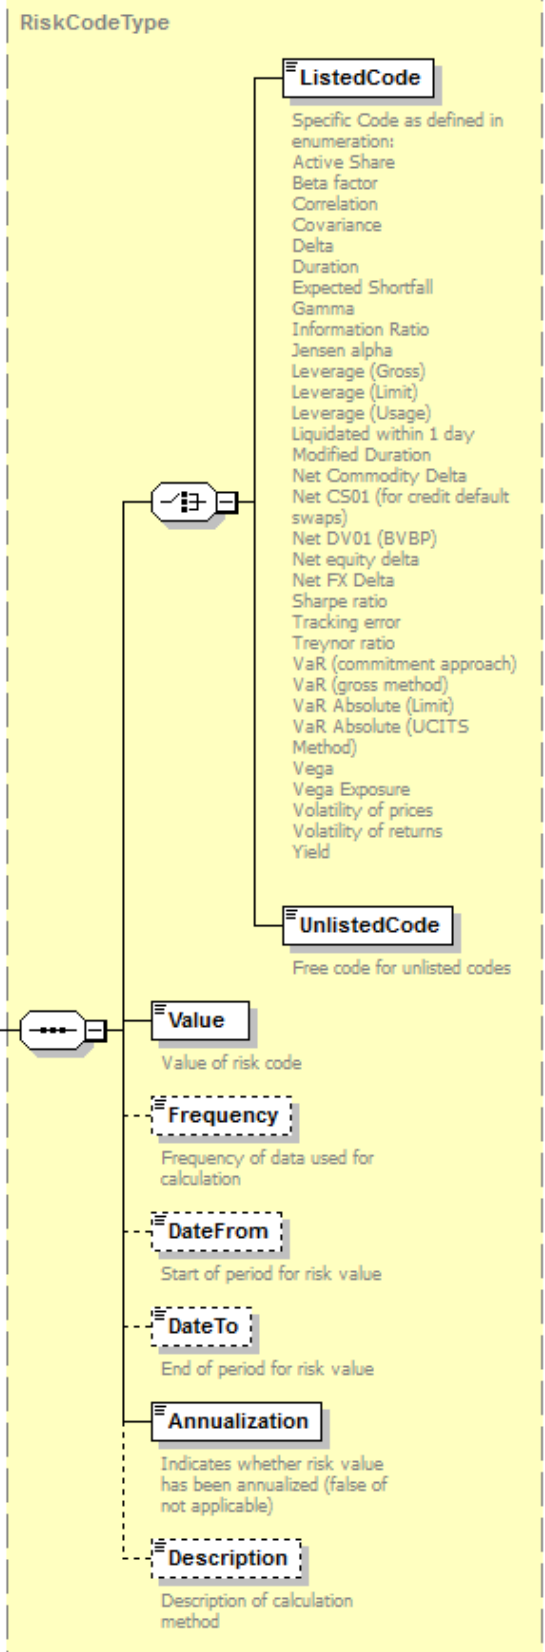 RiskCodeType
ListedCode
Specific Code as defined in
enumeration:
Active Share
Beta factor
Correlation
Covariance
Delta
Duration
Expected Shortfall
Gamma
Information Ratio
Jensen alpha
Leverage (Gross)
Leverage (Limit)
Leverage (Usage)
Liquidated within 1 day
Modified Duration
Net Commodity Delta
Net CS01 (for credit default
swaps)
Net DV01 (BVBP)
Net equity delta
Net FX Delta
Sharpe ratio
Tracking error
Treynor ratio
VaR (commitment approach)
VaR (gross method)
VaR Absolute (Limit)
VaR Absolute (UCITS
Method)
Vega
Vega Exposure
Volatility of prices
Volatility of returns
Yield
UnlistedCode
Free code for unlisted codes
Value
Value of risk code
Frequency
Frequency of data used for
calculation
DateFrom
Start of period for risk value
DateTo
End of period for risk value
Annualization
Indicates whether risk value
has been annualized (false of
not applicable)
Description
Description of calculation
method